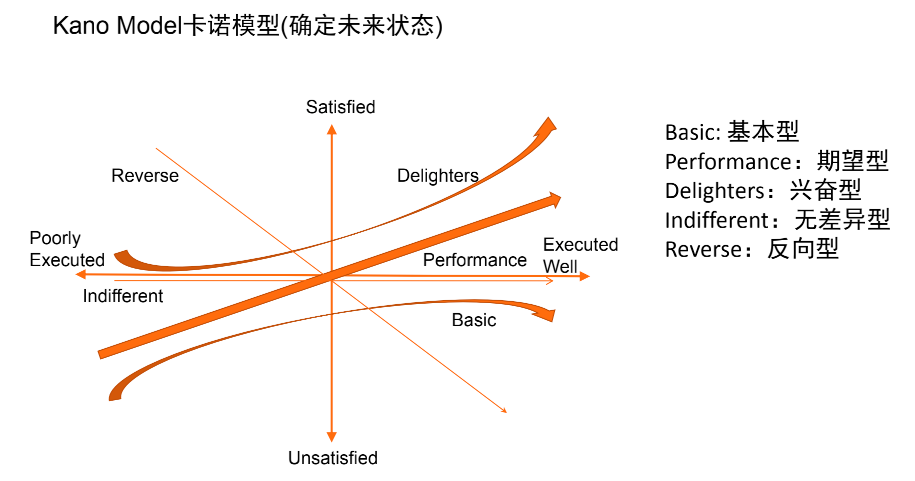 Kano Model卡诺模型(确定未来状态)
Satisfied
Reverse
Delighters
Poorly
Executed
Performance
Executed
Well
Indifferent
Basic
Unsatisfied
Basic: 基本型
Performance：期望型
Delighters：兴奋型
Indifferent：无差异型
Reverse：反向型